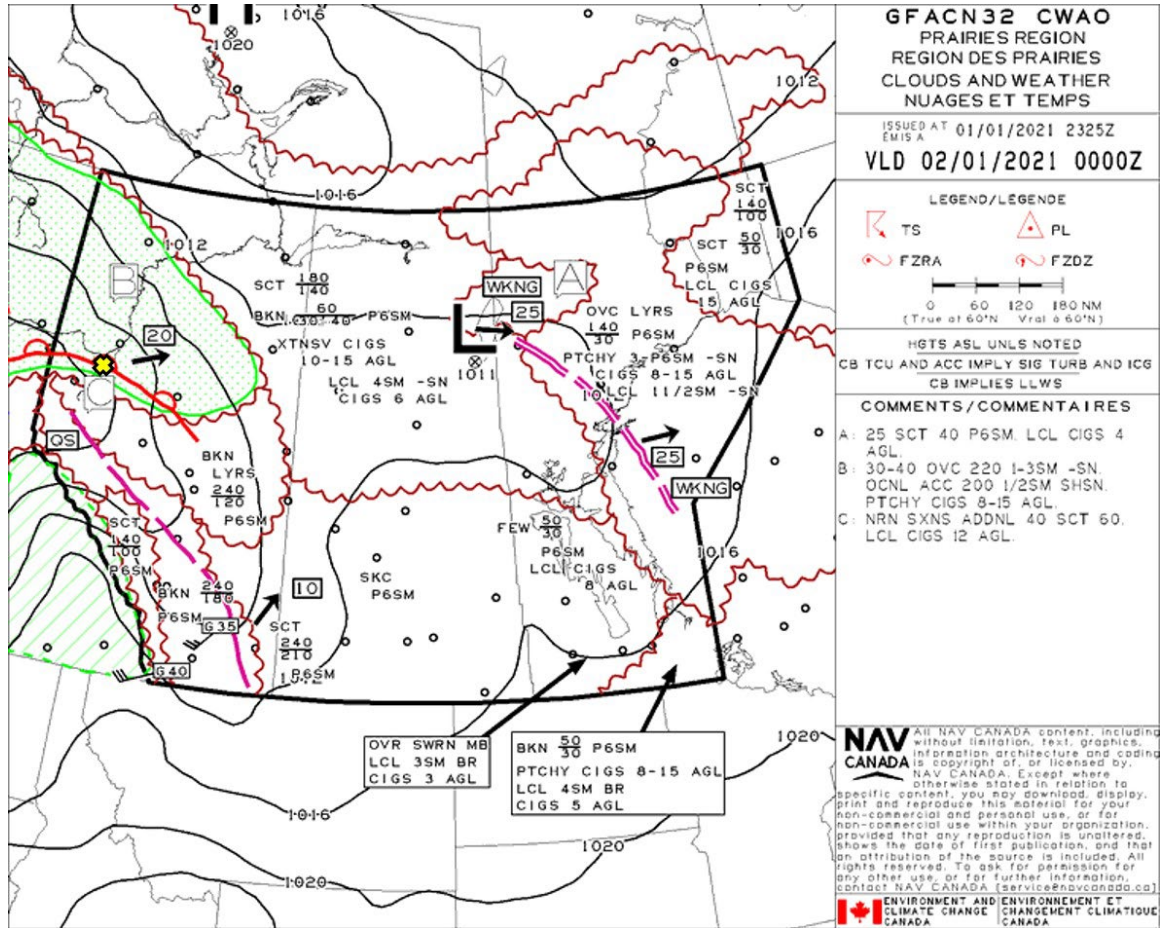 1016
1020
1012
1016
1012
1016
SCT
140
100
SCT 50
30
P6SM
LCL CIGS
15 AGL
B
20
C
SCT 180
140
BKN 60 P6SM
XTNSV CIGS
10-15 AGL
LCL 4SM -SN
CIGS 6 AGL
WKNG
25
A
L
1011
OVC LYRS
140 P6SM
30
PTCHY 3-P6SM -SN
CIGS 8-15 AGL
LCL 11/2SM -SN
25
WKNG
QS
BKN
LYRS
240
120
P6SM
SCT
140
100
P6SM
BKN 240
180
P6SM
G35
G40
10
SCT
240
210
P6SM
1012
SKC
P6SM
FEW 50
30
P6SM
LCL CIGS
8 AGL
1016
OVR SWRN MB
LCL 3SM BR
CIGS 3 AGL
BKN 50 P6SM
30
PTCHY CIGS 8-15 AGL
LCL 4SM BR
CIGS 5 AGL
1020
1016
1020
1020
GFACN32 CWAO
PRAIRIES REGION
REGION DES PRAIRIES
CLOUDS AND WEATHER
NUAGES ET TEMPS
ISSUED AT 01/01/2021 2325Z
EMIS A
VLD 02/01/2021 0000Z
LEGEND/LEGENDE
TS
PL
FZRA
FZDZ
0 60 120 180 NM
(True at 60°N Vrai à 60°N)
HGTS ASL UNLS NOTED
CB TCU AND ACC IMPLY SIG TURB AND ICG
CB IMPLIES LLWS
COMMENTS/COMMENTAIRES
A: 25 SCT 40 P6SM. LCL CIGS 4
AGL.
B: 30-40 OVC 220 1-3SM -SN.
OCNL ACC 200 1/2SM SHSN.
PTCHY CIGS 8-15 AGL.
C: NRN SXNS ADDNL 40 SCT 60.
LCL CIGS 12 AGL.
NAV
CANADA
All NAV CANADA content, including
without limitation, text, graphics,
information architecture and coding
is copyright of, or licensed by,
NAV CANADA. Except where
otherwise stated in relation to
specific content, you may download, display,
print and reproduce this material for your
non-commercial and personal use, or for
non-commercial use within your organization,
provided that any reproduction is unaltered,
shows the date of first publication, and that
an attribution of the source is included. All
rights reserved. To ask for permission for
any other use, or for further information,
contact NAV CANADA (service@navcanada.ca)
ENVIRONMENT AND
CLIMATE CHANGE
CANADA
ENVIRONNEMENT ET
CHANGEMENT CLIMATIQUE
CANADA